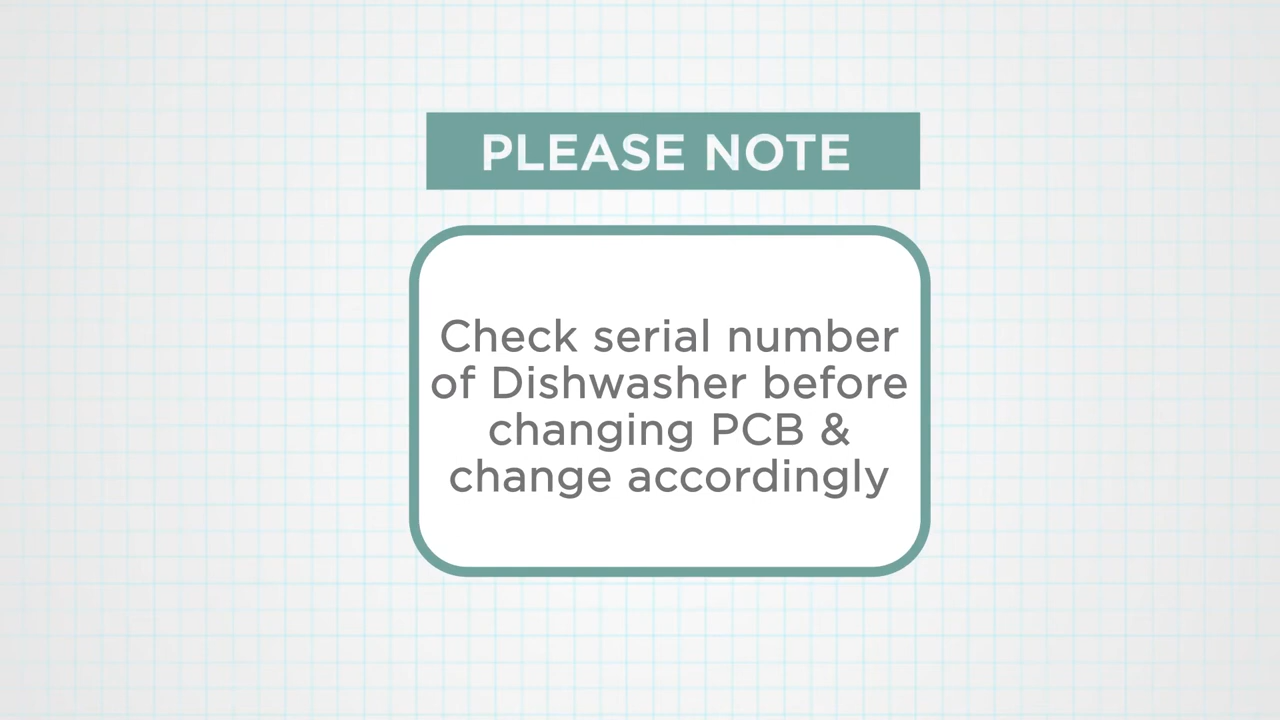 PLEASE NOTE
Check serial number
of Dishwasher before
changing PCB &
change accordingly